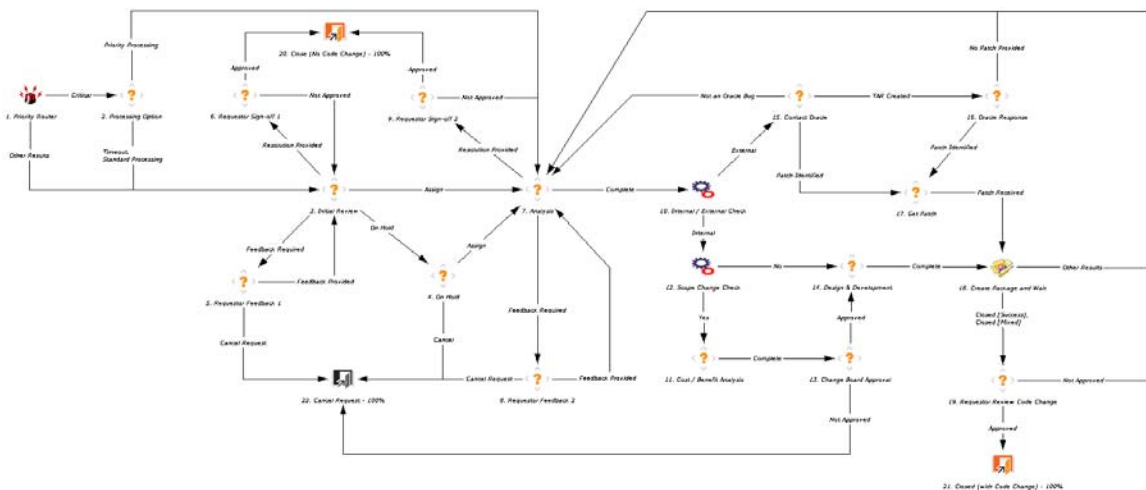 Priority Processing
20. Close (No Code Change) - 100%
No Patch Provided
Approved
Approved
Critical
Not Approved
Not Approved
Not an Oracle Bug
TAR Created
1. Priority Router
2. Processing Option
6. Requestor Sign-off 1
9. Requestor Sign-off 2
15. Contact Oracle
16. Oracle Response
Other Results
Timeout,
Standard Processing
Resolution Provided
Resolution Provided
External
Patch Identified
Patch Identified
Assign
Complete
Patch Received
3. Initial Review
7. Analysis
10. Internal / External Check
17. Get Patch
On Hold
Internal
Feedback Required
Assign
Feedback Provided
No
Complete
Other Results
5. Requestor Feedback 1
4. On Hold
12. Scope Change Check
14. Design & Development
18. Create Package and Wait
Feedback Required
Yes
Approved
Closed (Success),
Closed (Mixed)
Cancel Request
Cancel
Complete
Cancel Request
Feedback Provided
Not Approved
22. Cancel Request - 100%
8. Requestor Feedback 2
11. Cost / Benefit Analysis
13. Change Board Approval
19. Requestor Review Code Change
Not Approved
Approved
21. Closed (with Code Change) - 100%